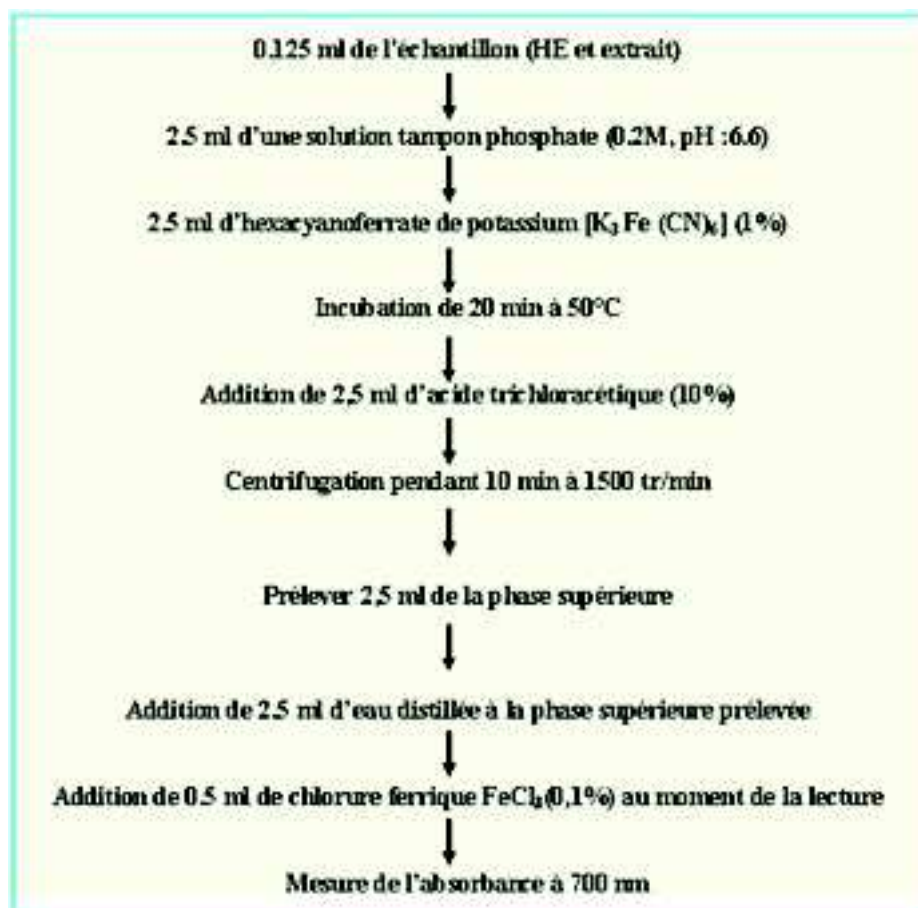 0.125 ml de l'échantillon (HE et extrait)
2.5 ml d'une solution tampon phosphate (0.2M, pH :6.6)
2.5 ml d'hexacyanoferrate de potassium [K₃ Fe (CN)₆] (1%)
Incubation de 20 min à 50°C
Addition de 2,5 ml d'acide trichloracétique (10%)
Centrifugation pendant 10 min à 1500 tr/min
Prélever 2,5 ml de la phase supérieure
Addition de 2.5 ml d'eau distillée à la phase supérieure prélevée
Addition de 0.5 ml de chlorure ferrique FeCl₃(0,1%) au moment de la lecture
Mesure de l'absorbance à 700 nm